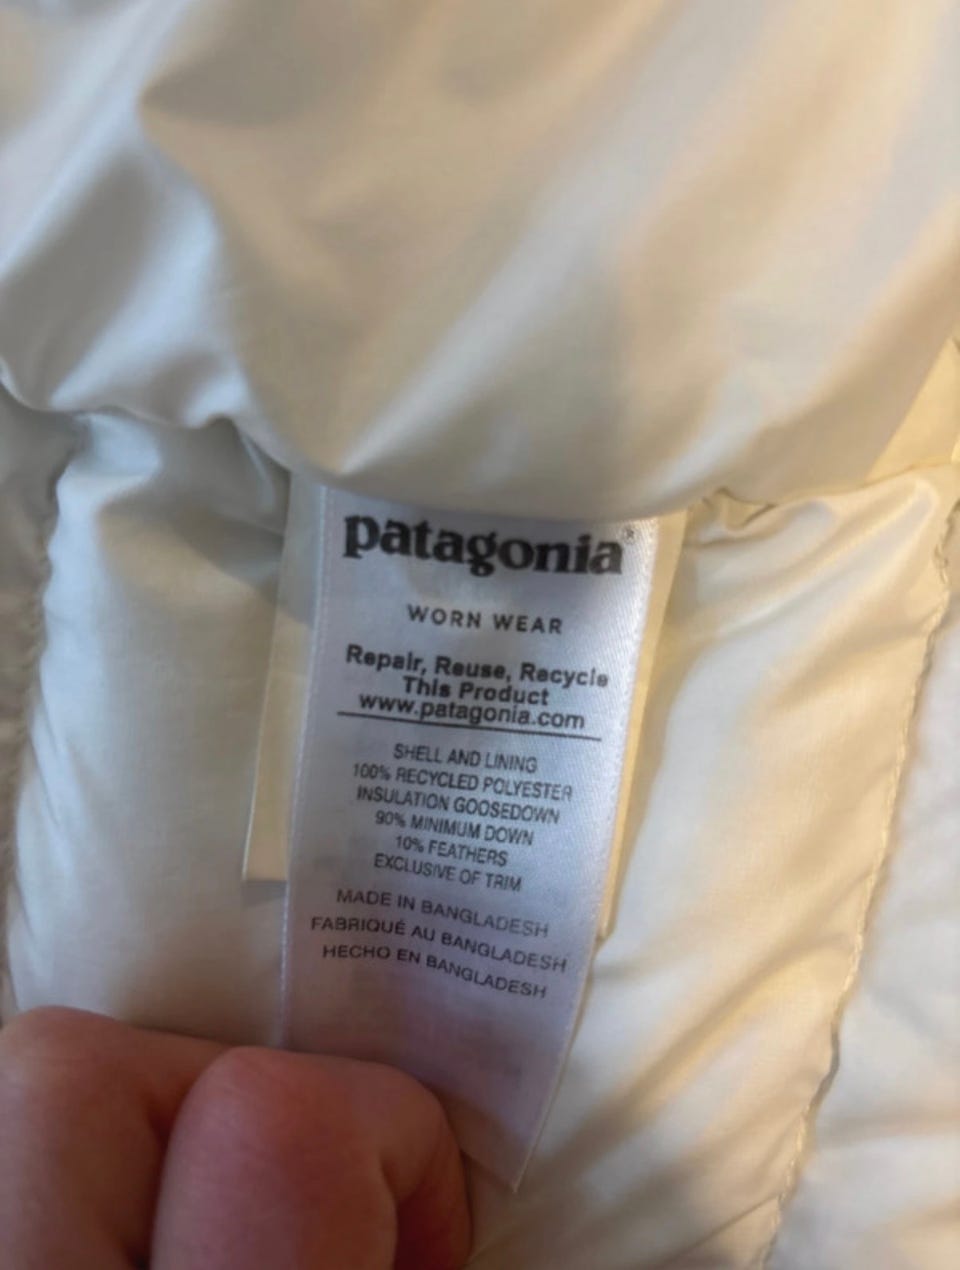 patagonia®
WORN WEAR
Repair, Reuse, Recycle
This Product
www.patagonia.com
SHELL AND LINING
100% RECYCLED POLYESTER
INSULATION GOOSEDOWN
90% MINIMUM DOWN
10% FEATHERS
EXCLUSIVE OF TRIM
MADE IN BANGLADESH
FABRIQUÉ AU BANGLADESH
HECHO EN BANGLADESH